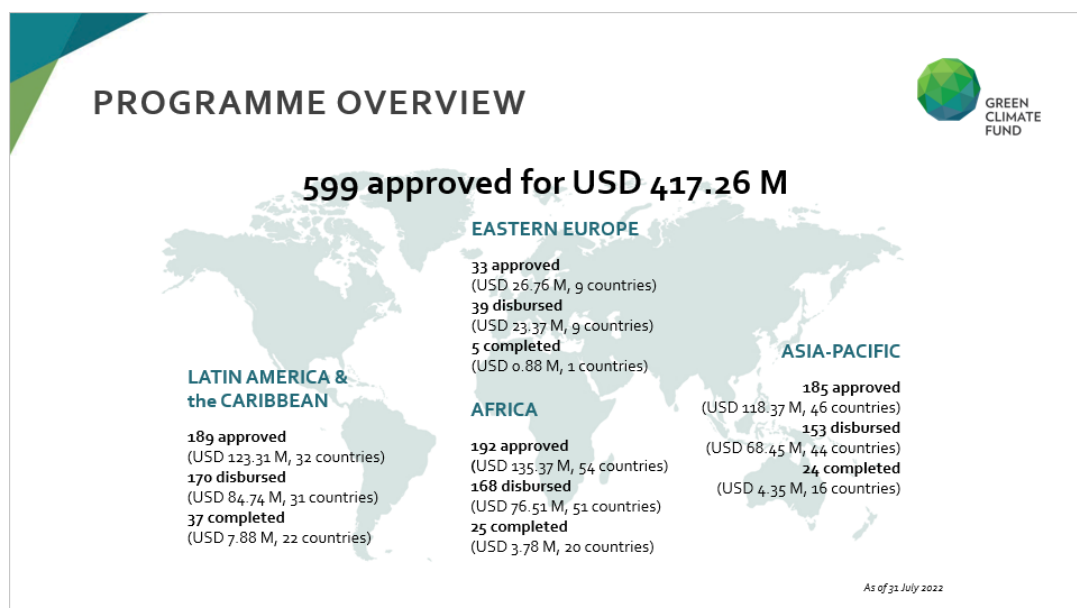 PROGRAMME OVERVIEW
GREEN
CLIMATE
FUND
599 approved for USD 417.26 M
EASTERN EUROPE
33 approved
(USD 26.76 M, 9 countries)
39 disbursed
(USD 23.37 M, 9 countries)
5 completed
(USD 0.88 M, 1 countries)
LATIN AMERICA &
the CARIBBEAN
189 approved
(USD 123.31 M, 32 countries)
170 disbursed
(USD 84.74 M, 31 countries)
37 completed
(USD 7.88 M, 22 countries)
AFRICA
192 approved
(USD 135.37 M, 54 countries)
168 disbursed
(USD 76.51 M, 51 countries)
25 completed
(USD 3.78 M, 20 countries)
ASIA-PACIFIC
185 approved
(USD 118.37 M, 46 countries)
153 disbursed
(USD 68.45 M, 44 countries)
24 completed
(USD 4.35 M, 16 countries)
As of 31 July 2022